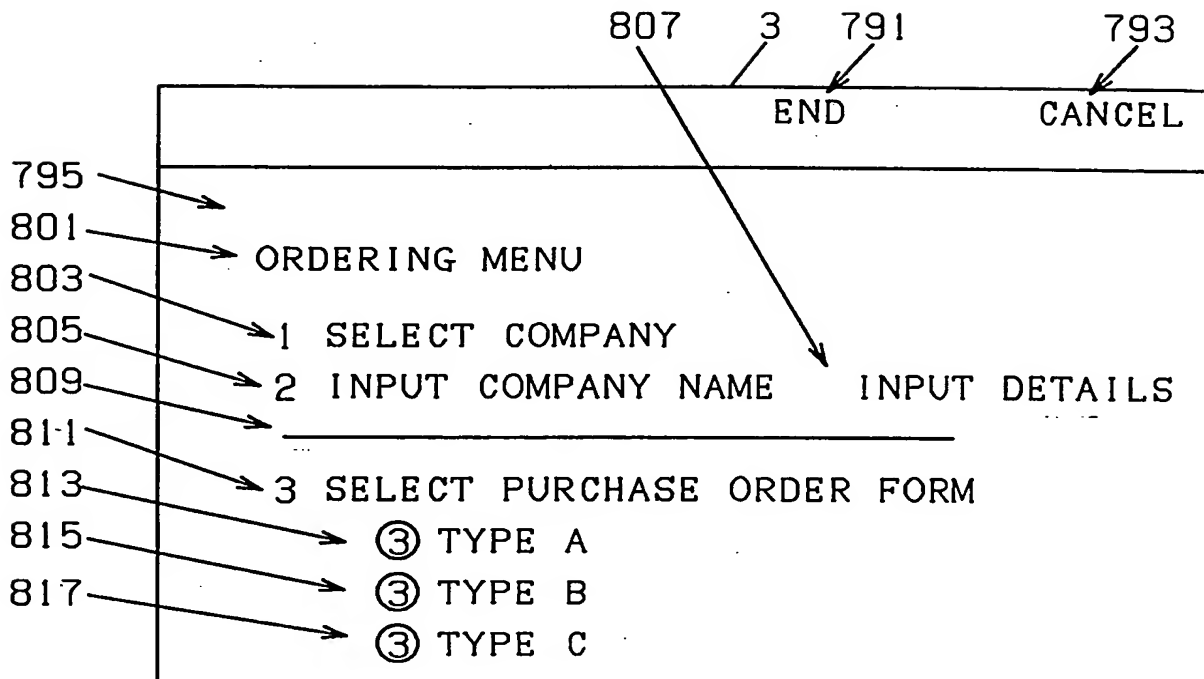 807 3 791 793
END CANCEL
795
801 ORDERING MENU
803
805 1 SELECT COMPANY
809 2 INPUT COMPANY NAME INPUT DETAILS
811
813 3 SELECT PURCHASE ORDER FORM
815 ③ TYPE A
817 ③ TYPE B
③ TYPE C